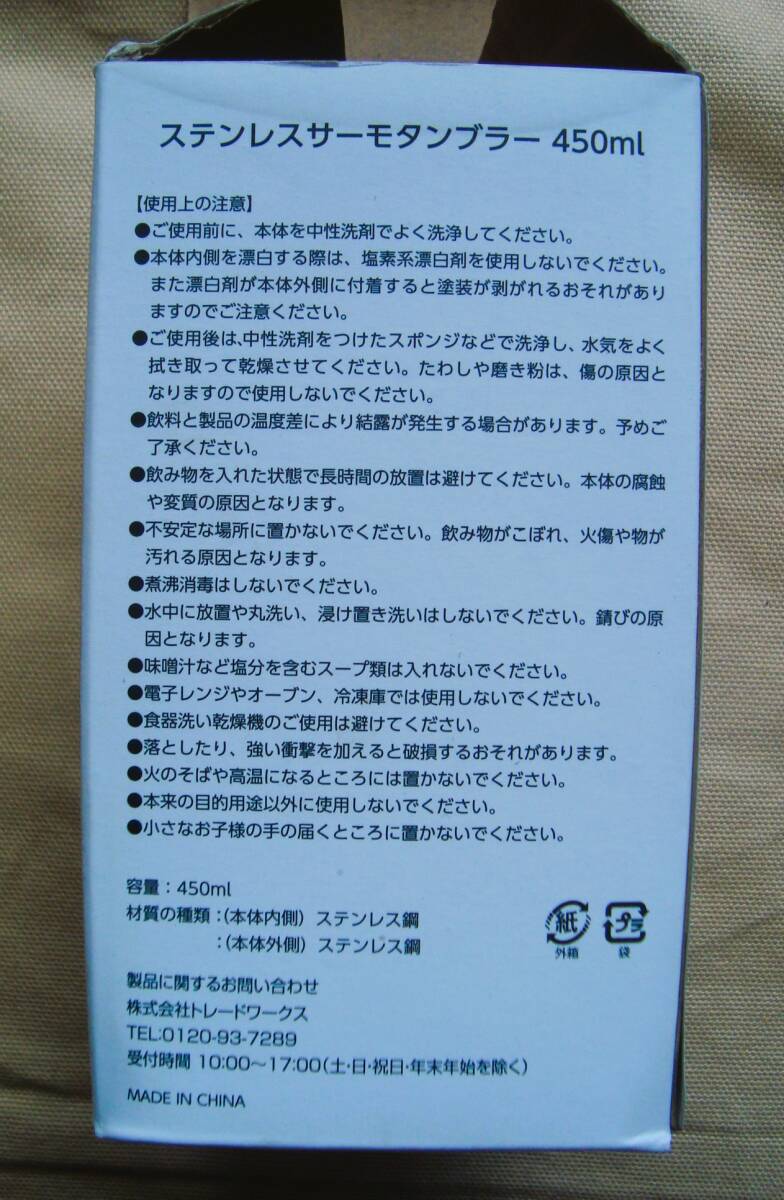 ステンレスサーモタンブラー 450ml
【使用上の注意】
●ご使用前に、本体を中性洗剤でよく洗浄してください。
●本体内側を漂白する際は、塩素系漂白剤を使用しないでください。
また漂白剤が本体外側に付着すると塗装が剥がれるおそれがあり
ますのでご注意ください。
●ご使用後は、中性洗剤をつけたスポンジなどで洗浄し、水気をよく
拭き取って乾燥させてください。たわしや磨き粉は、傷の原因と
なりますので使用しないでください。
●飲料と製品の温度差により結露が発生する場合があります。予めご
了承ください。
●飲み物を入れた状態で長時間の放置は避けてください。本体の腐蝕
や変質の原因となります。
●不安定な場所に置かないでください。飲み物がこぼれ、火傷や物が
汚れる原因となります。
●煮沸消毒はしないでください。
●水中に放置や丸洗い、浸け置き洗いはしないでください。錆びの原
因となります。
●味噌汁など塩分を含むスープ類は入れないでください。
●電子レンジやオーブン、冷凍庫では使用しないでください。
●食器洗い乾燥機のご使用は避けてください。
●落としたり、強い衝撃を加えると破損するおそれがあります。
●火のそばや高温になるところには置かないでください。
●本来の目的用途以外に使用しないでください。
●小さなお子様の手の届くところに置かないでください。
容量：450ml
材質の種類：（本体内側） ステンレス鋼
：（本体外側） ステンレス鋼
紙
外箱
プラ
袋
製品に関するお問い合わせ
株式会社トレードワークス
TEL:0120-93-7289
受付時間 10:00～17:00（土・日・祝日・年末年始を除く）
MADE IN CHINA